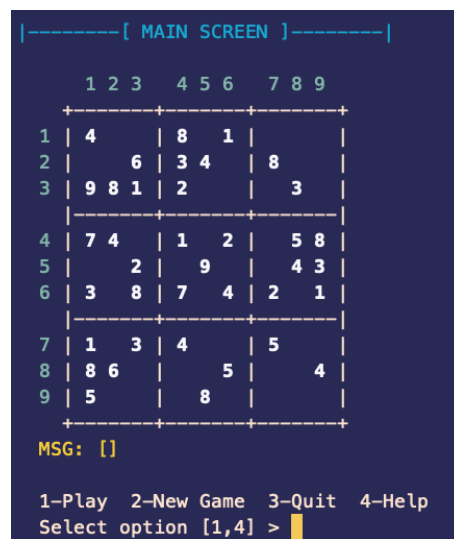 |--------[ MAIN SCREEN ]--------|
      1 2 3   4 5 6   7 8 9
    +-------+-------+-------+
1 | 4     | 8   1 |       |
2 |     6 | 3 4   | 8     |
3 | 9 8 1 | 2     |   3   |
  |-------+-------+-------|
4 | 7 4   | 1   2 |   5 8 |
5 |     2 |   9   |   4 3 |
6 | 3   8 | 7   4 | 2   1 |
  |-------+-------+-------|
7 | 1   3 | 4     | 5     |
8 | 8 6   |     5 |     4 |
9 | 5     |   8   |       |
  +-------+-------+-------+
MSG: []
1-Play  2-New Game  3-Quit  4-Help
Select option [1,4] >